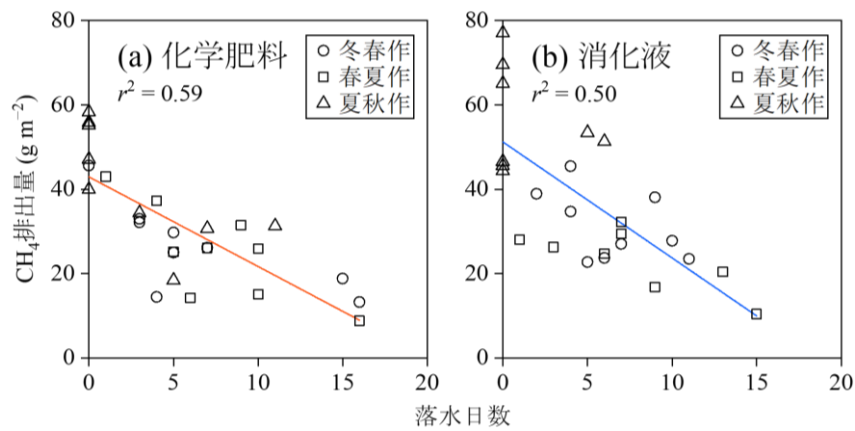 (a) 化学肥料
r² = 0.59
冬春作
春夏作
夏秋作
80
60
40
20
0
0 5 10 15 20
CH₄排出量 (g m⁻²)
(b) 消化液
r² = 0.50
冬春作
春夏作
夏秋作
80
60
40
20
0
0 5 10 15 20
落水日数